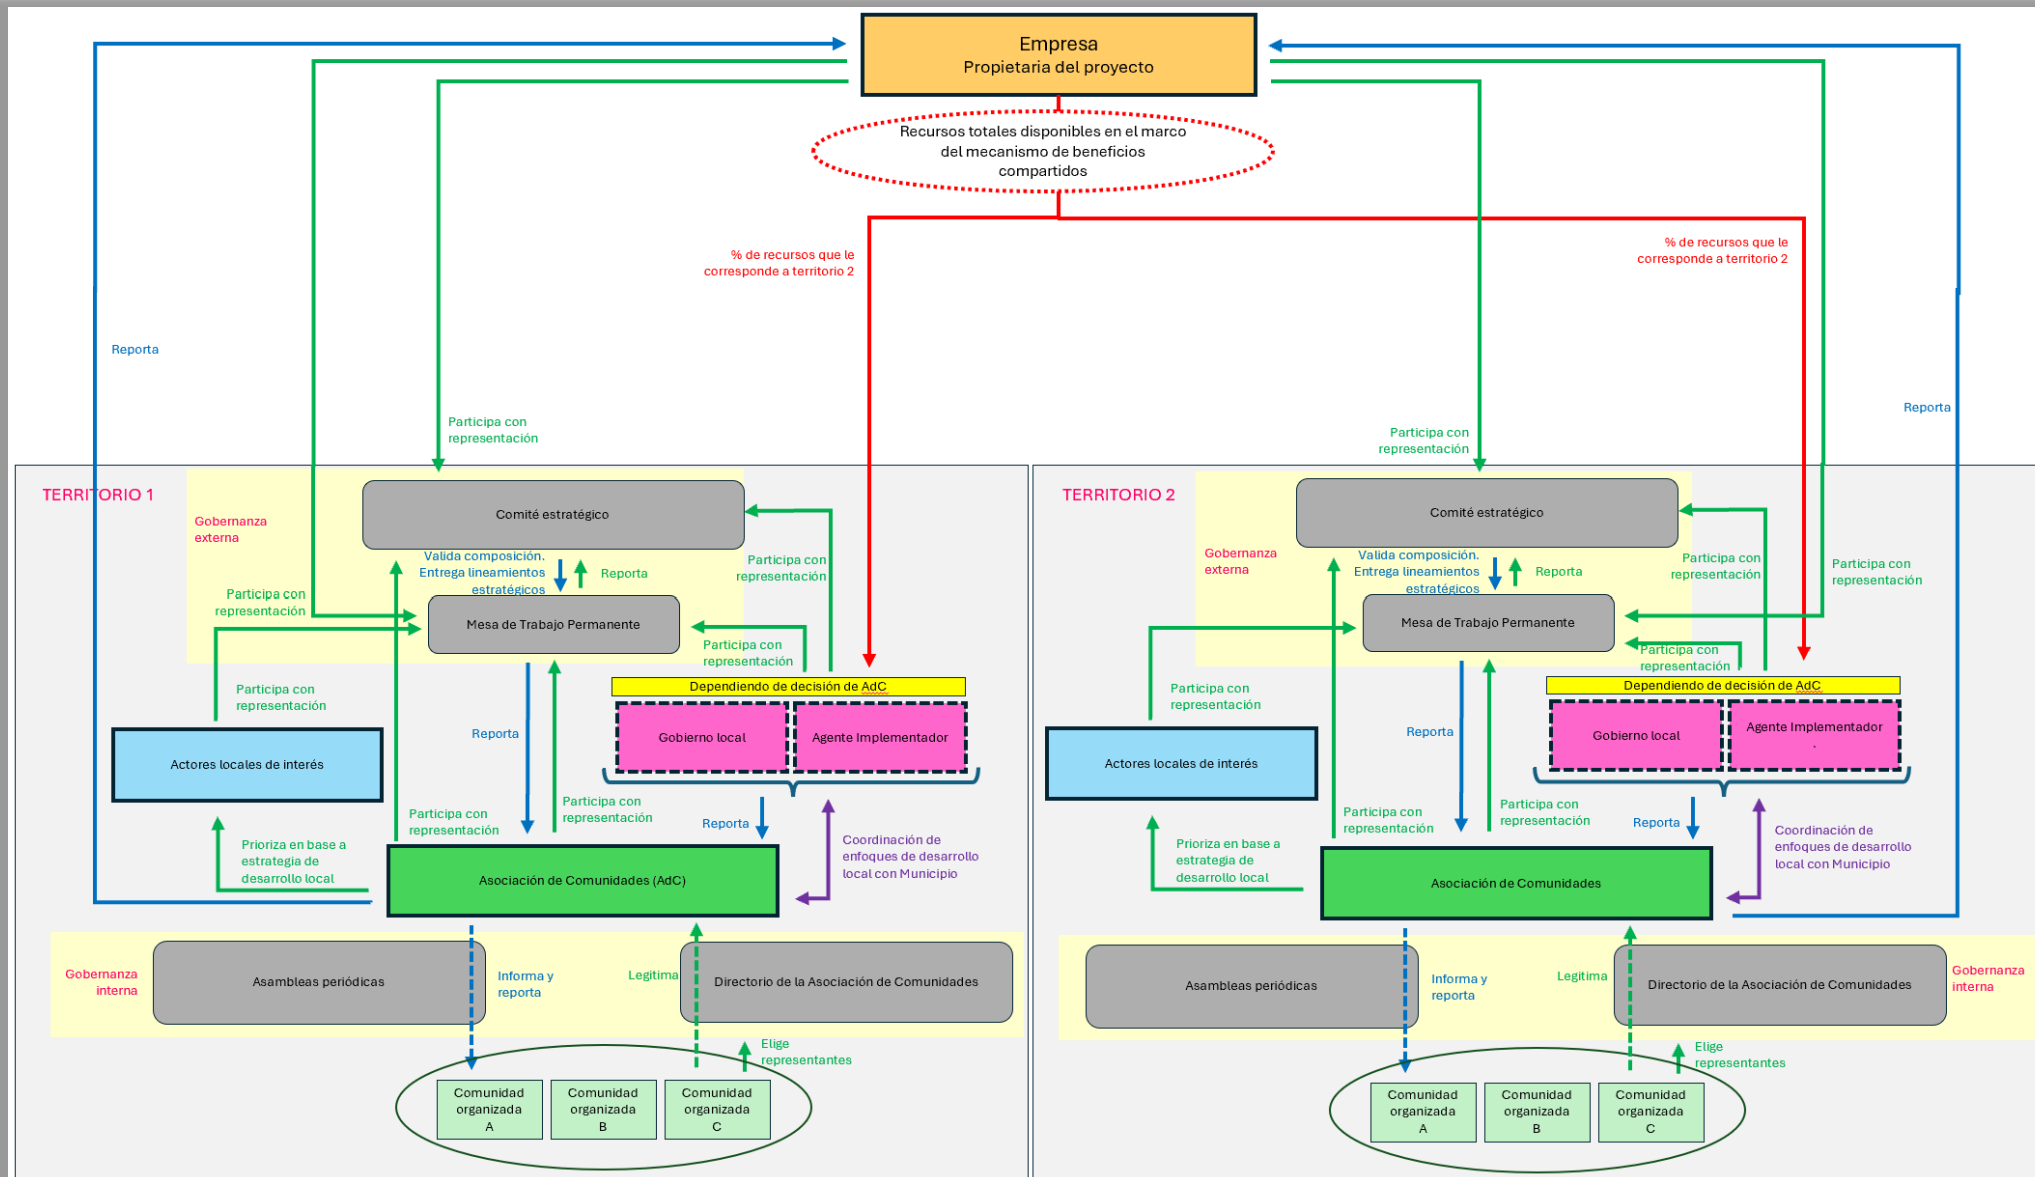 Empresa
Propietaria del proyecto
Recursos totales disponibles en el marco
del mecanismo de beneficios
compartidos
% de recursos que le
corresponde a territorio 2
% de recursos que le
corresponde a territorio 2
Reporta
Reporta
Participa con
representación
Participa con
representación
TERRITORIO 1
Gobernanza
externa
Comité estratégico
Valida composición.
Entrega lineamientos
estratégicos
Reporta
Participa con
representación
Participa con
representación
Mesa de Trabajo Permanente
Participa con
representación
Participa con
representación
Dependiendo de decisión de AdC
Gobierno local
Agente Implementador
Actores locales de interés
Reporta
Participa con
representación
Participa con
representación
Reporta
Prioriza en base a
estrategia de
desarrollo local
Coordinación de
enfoques de desarrollo
local con Municipio
Asociación de Comunidades (AdC)
Gobernanza
interna
Asambleas periódicas
Informa y
reporta
Legitima
Directorio de la Asociación de Comunidades
Elige
representantes
Comunidad
organizada
A
Comunidad
organizada
B
Comunidad
organizada
C
TERRITORIO 2
Gobernanza
externa
Comité estratégico
Valida composición.
Entrega lineamientos
estratégicos
Reporta
Participa con
representación
Participa con
representación
Mesa de Trabajo Permanente
Participa con
representación
Participa con
representación
Dependiendo de decisión de AdC
Gobierno local
Agente Implementador
.
Actores locales de interés
Reporta
Participa con
representación
Participa con
representación
Reporta
Prioriza en base a
estrategia de
desarrollo local
Coordinación de
enfoques de desarrollo
local con Municipio
Asociación de Comunidades
Asambleas periódicas
Informa y
reporta
Legitima
Directorio de la Asociación de Comunidades
Gobernanza
interna
Elige
representantes
Comunidad
organizada
A
Comunidad
organizada
B
Comunidad
organizada
C